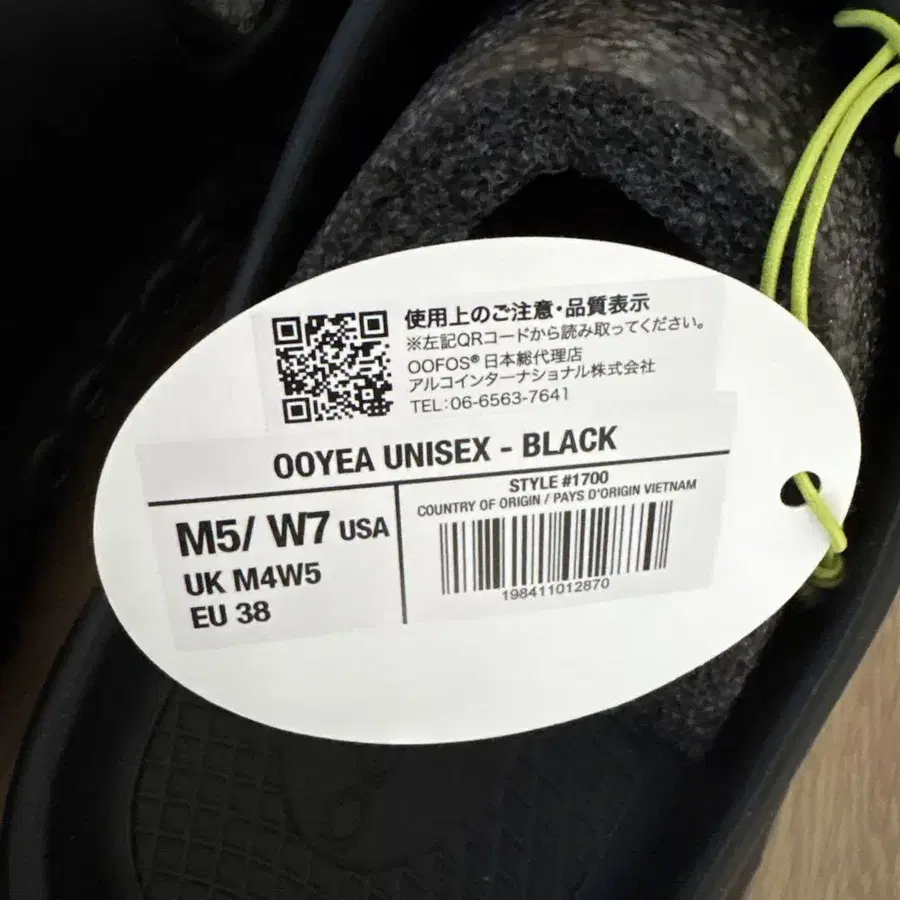 使用上のご注意・品質表示
※左記QRコードから読み取ってください。
OOFOS® 日本総代理店
アルコインターナショナル株式会社
TEL:06-6563-7641
OOYEA UNISEX - BLACK
STYLE #1700
COUNTRY OF ORIGIN / PAYS D'ORIGIN VIETNAM
M5/ W7 USA
UK M4W5
EU 38
198411012870